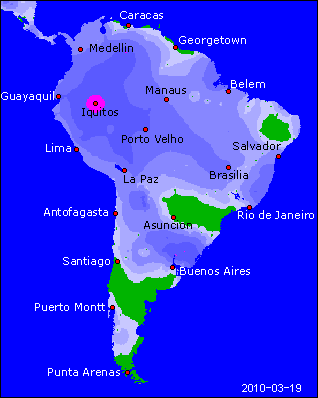 Caracas
Georgetown
Medellin
Guayaquil
Iquitos
Manaus
Belem
Porto Velho
Lima
Salvador
La Paz
Brasilia
Antofagasta
Asuncion
Rio de Janeiro
Santiago
Buenos Aires
Puerto Montt
Punta Arenas
2010-03-19